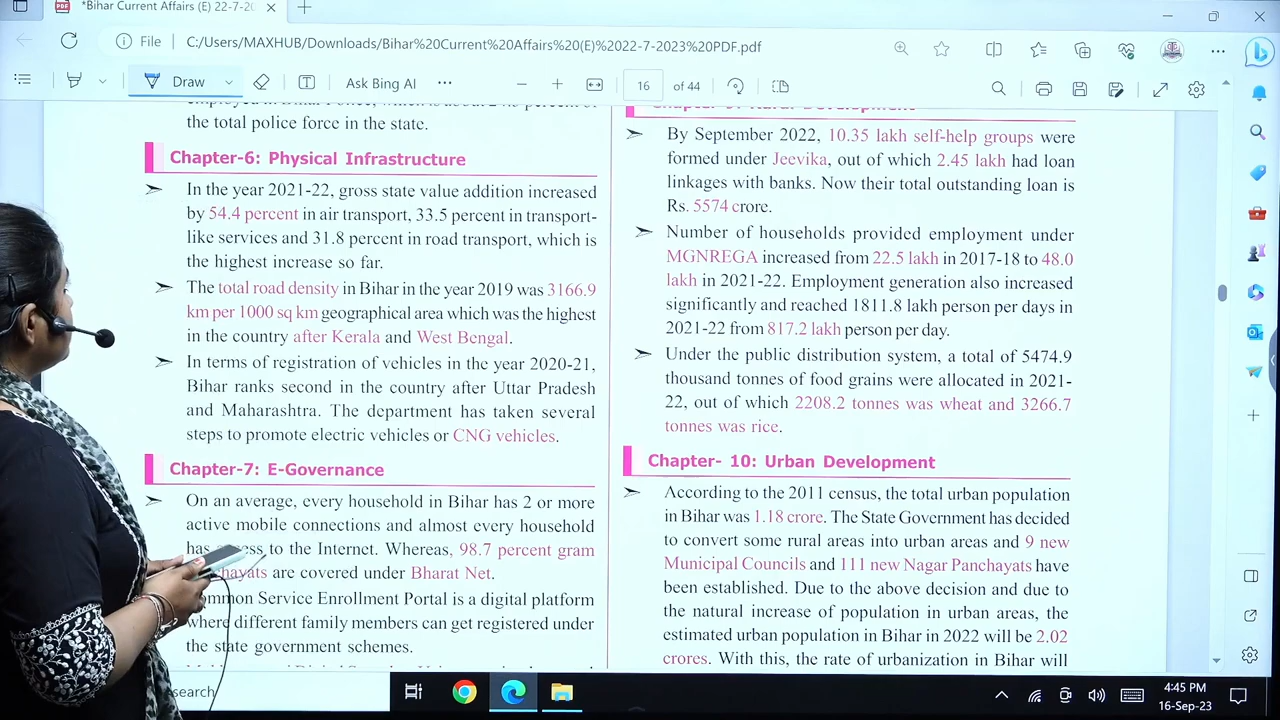 *Bihar Current Affairs (E) 22-7-20
File
C:/Users/MAXHUB/Downloads/Bihar%20Current%20Affairs%20(E)%2022-7-2023%20PDF.pdf
Draw
Ask Bing AI
16 of 44
the total police force in the state.
Chapter-6: Physical Infrastructure
In the year 2021-22, gross state value addition increased
by 54.4 percent in air transport, 33.5 percent in transport-
like services and 31.8 percent in road transport, which is
the highest increase so far.
The total road density in Bihar in the year 2019 was 3166.9
km per 1000 sq km geographical area which was the highest
in the country after Kerala and West Bengal.
In terms of registration of vehicles in the year 2020-21,
Bihar ranks second in the country after Uttar Pradesh
and Maharashtra. The department has taken several
steps to promote electric vehicles or CNG vehicles.
Chapter-7: E-Governance
On an average, every household in Bihar has 2 or more
active mobile connections and almost every household
has to the Internet. Whereas, 98.7 percent gram
are covered under Bharat Net.
Common Service Enrollment Portal is a digital platform
where different family members can get registered under
the state government schemes.
By September 2022, 10.35 lakh self-help groups were
formed under Jeevika, out of which 2.45 lakh had loan
linkages with banks. Now their total outstanding loan is
Rs. 5574 crore.
Number of households provided employment under
MGNREGA increased from 22.5 lakh in 2017-18 to 48.0
lakh in 2021-22. Employment generation also increased
significantly and reached 1811.8 lakh person per days in
2021-22 from 817.2 lakh person per day.
Under the public distribution system, a total of 5474.9
thousand tonnes of food grains were allocated in 2021-
22, out of which 2208.2 tonnes was wheat and 3266.7
tonnes was rice.
Chapter- 10: Urban Development
According to the 2011 census, the total urban population
in Bihar was 1.18 crore. The State Government has decided
to convert some rural areas into urban areas and 9 new
Municipal Councils and 111 new Nagar Panchayats have
been established. Due to the above decision and due to
the natural increase of population in urban areas, the
estimated urban population in Bihar in 2022 will be 2.02
crores. With this, the rate of urbanization in Bihar will
search
4:45 PM
16-Sep-23